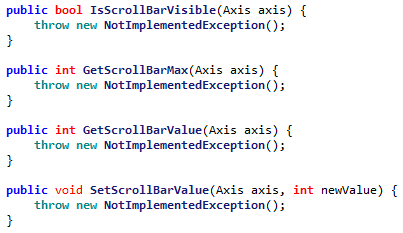 public bool IsScrollBarVisible(Axis axis) {
    throw new NotImplementedException();
}

public int GetScrollBarMax(Axis axis) {
    throw new NotImplementedException();
}

public int GetScrollBarValue(Axis axis) {
    throw new NotImplementedException();
}

public void SetScrollBarValue(Axis axis, int newValue) {
    throw new NotImplementedException();
}